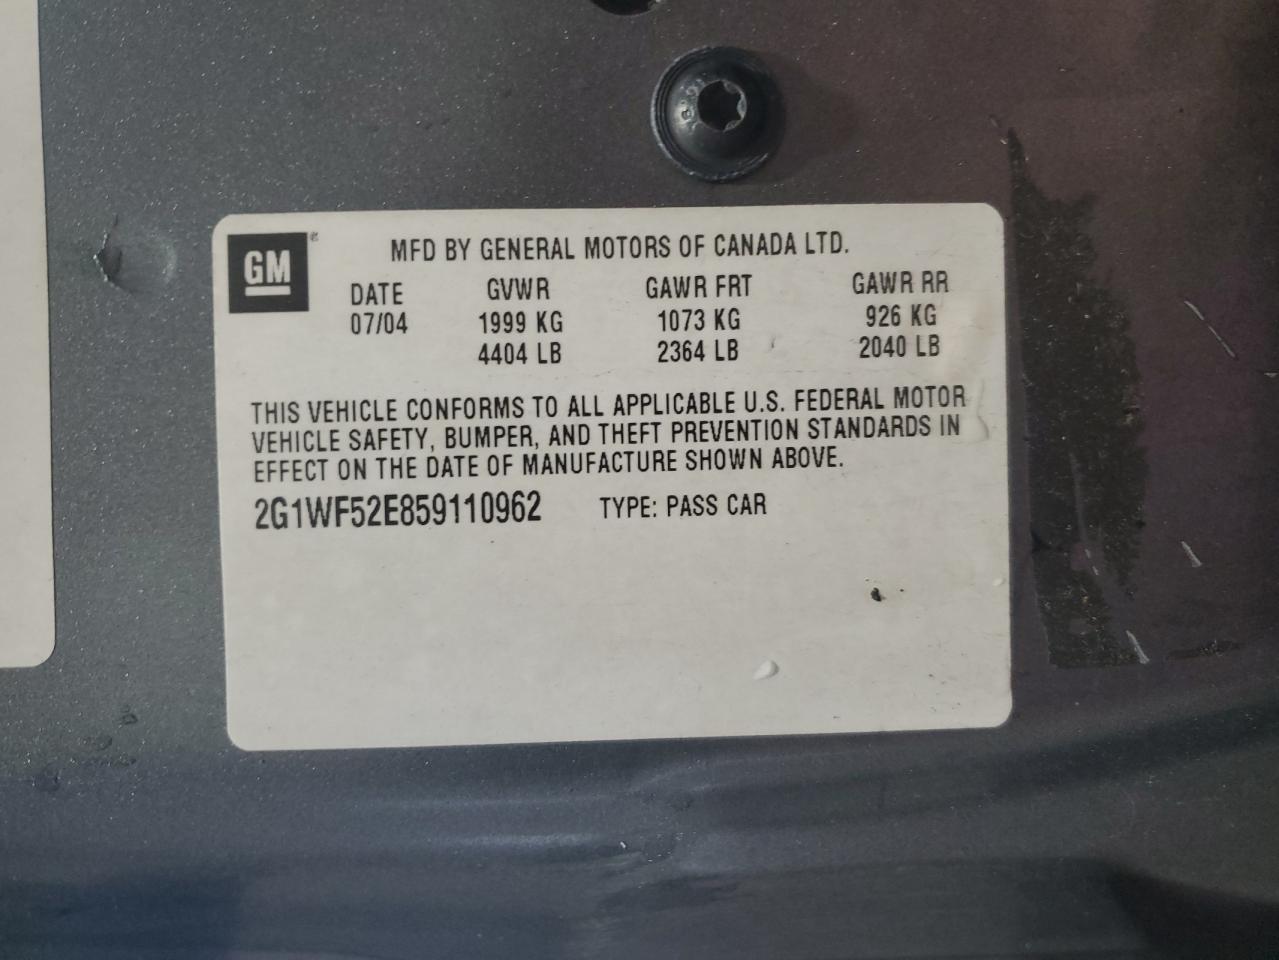 GM
MFD BY GENERAL MOTORS OF CANADA LTD.
DATE GVWR GAWR FRT GAWR RR
07/04 1999 KG 1073 KG 926 KG
4404 LB 2364 LB 2040 LB
THIS VEHICLE CONFORMS TO ALL APPLICABLE U.S. FEDERAL MOTOR
VEHICLE SAFETY, BUMPER, AND THEFT PREVENTION STANDARDS IN
EFFECT ON THE DATE OF MANUFACTURE SHOWN ABOVE.
2G1WF52E859110962 TYPE: PASS CAR